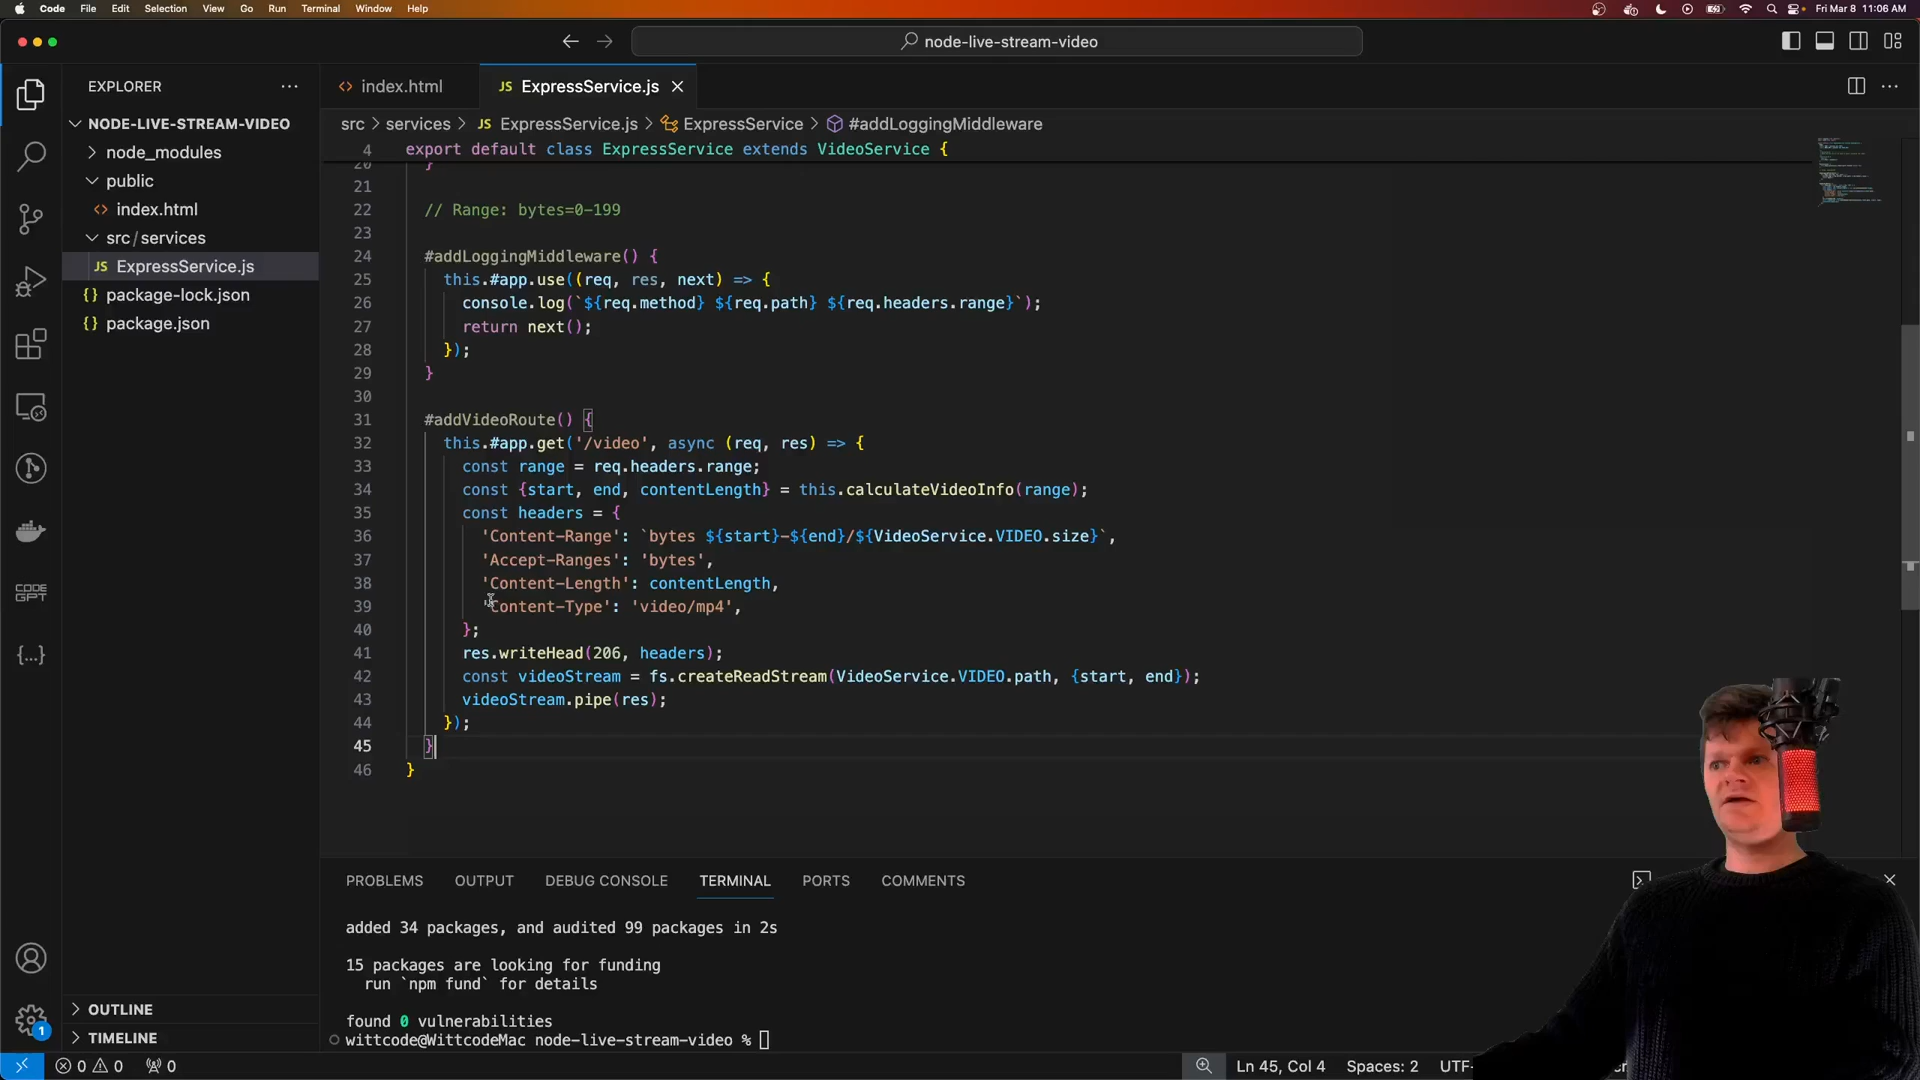 Code File Edit Selection View Go Run Terminal Window Help Fri Mar 8 11:06 AM
node-live-stream-video
EXPLORER
NODE-LIVE-STREAM-VIDEO
node_modules
public
index.html
src/services
JS ExpressService.js
package-lock.json
package.json
OUTLINE
TIMELINE
CODE
GPT
1
index.html JS ExpressService.js
src > services > JS ExpressService.js > ExpressService > #addLoggingMiddleware
4 export default class ExpressService extends VideoService {
20 }
21
22 // Range: bytes=0-199
23
24 #addLoggingMiddleware() {
25 this.#app.use((req, res, next) => {
26 console.log(`${req.method} ${req.path} ${req.headers.range}`);
27 return next();
28 });
29 }
30
31 #addVideoRoute() {
32 this.#app.get('/video', async (req, res) => {
33 const range = req.headers.range;
34 const {start, end, contentLength} = this.calculateVideoInfo(range);
35 const headers = {
36 'Content-Range': `bytes ${start}-${end}/${VideoService.VIDEO.size}`,
37 'Accept-Ranges': 'bytes',
38 'Content-Length': contentLength,
39 'Content-Type': 'video/mp4',
40 };
41 res.writeHead(206, headers);
42 const videoStream = fs.createReadStream(VideoService.VIDEO.path, {start, end});
43 videoStream.pipe(res);
44 });
45 }
46 }
PROBLEMS OUTPUT DEBUG CONSOLE TERMINAL PORTS COMMENTS
added 34 packages, and audited 99 packages in 2s
15 packages are looking for funding
run `npm fund` for details
found 0 vulnerabilities
wittcode@WittcodeMac node-live-stream-video %
0 0 0 Ln 45, Col 4 Spaces: 2 UTF-